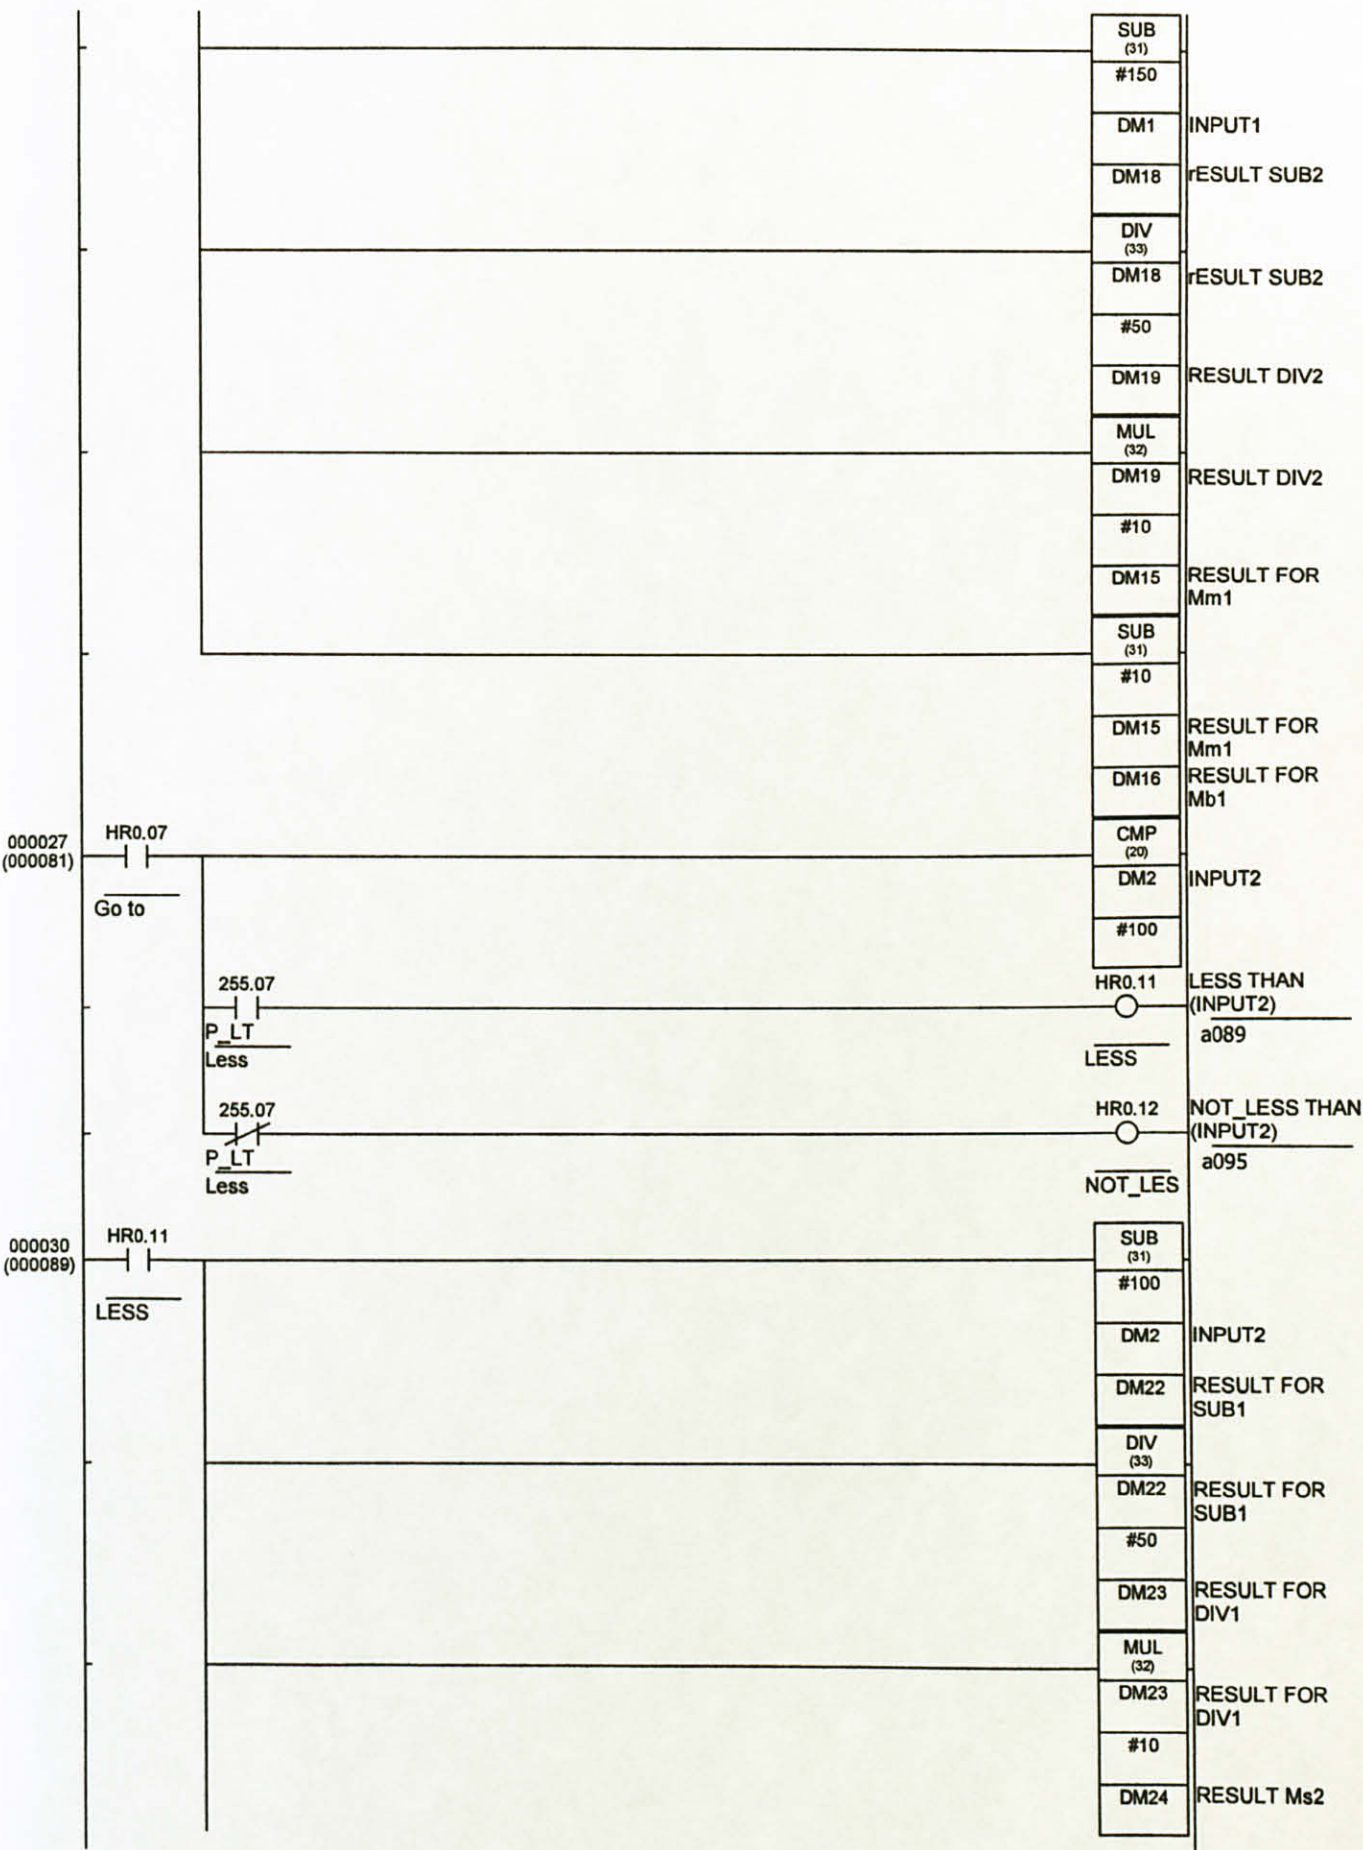 SUB
(31)
#150
DM1 INPUT1
DM18 rESULT SUB2
DIV
(33)
DM18 rESULT SUB2
#50
DM19 RESULT DIV2
MUL
(32)
DM19 RESULT DIV2
#10
DM15 RESULT FOR
Mm1
SUB
(31)
#10
DM15 RESULT FOR
Mm1
DM16 RESULT FOR
Mb1
000027
(000081)
HR0.07
Go to
CMP
(20)
DM2 INPUT2
#100
255.07
P_LT
Less
HR0.11 LESS THAN
(INPUT2)
a089
LESS
255.07
P_LT
Less
HR0.12 NOT_LESS THAN
(INPUT2)
a095
NOT_LES
000030
(000089)
HR0.11
LESS
SUB
(31)
#100
DM2 INPUT2
DM22 RESULT FOR
SUB1
DIV
(33)
DM22 RESULT FOR
SUB1
#50
DM23 RESULT FOR
DIV1
MUL
(32)
DM23 RESULT FOR
DIV1
#10
DM24 RESULT Ms2